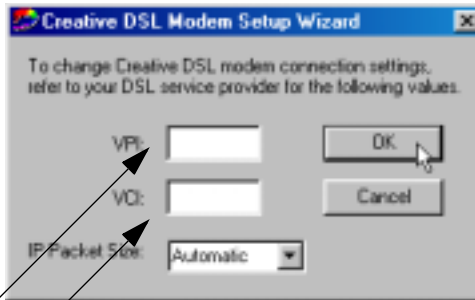 Creative DSL Modem Setup Wizard
To change Creative DSL modem connection settings,
refer to your DSL service provider for the following values.
VPI:
OK
VCI:
Cancel
IP Packet Size:
Automatic